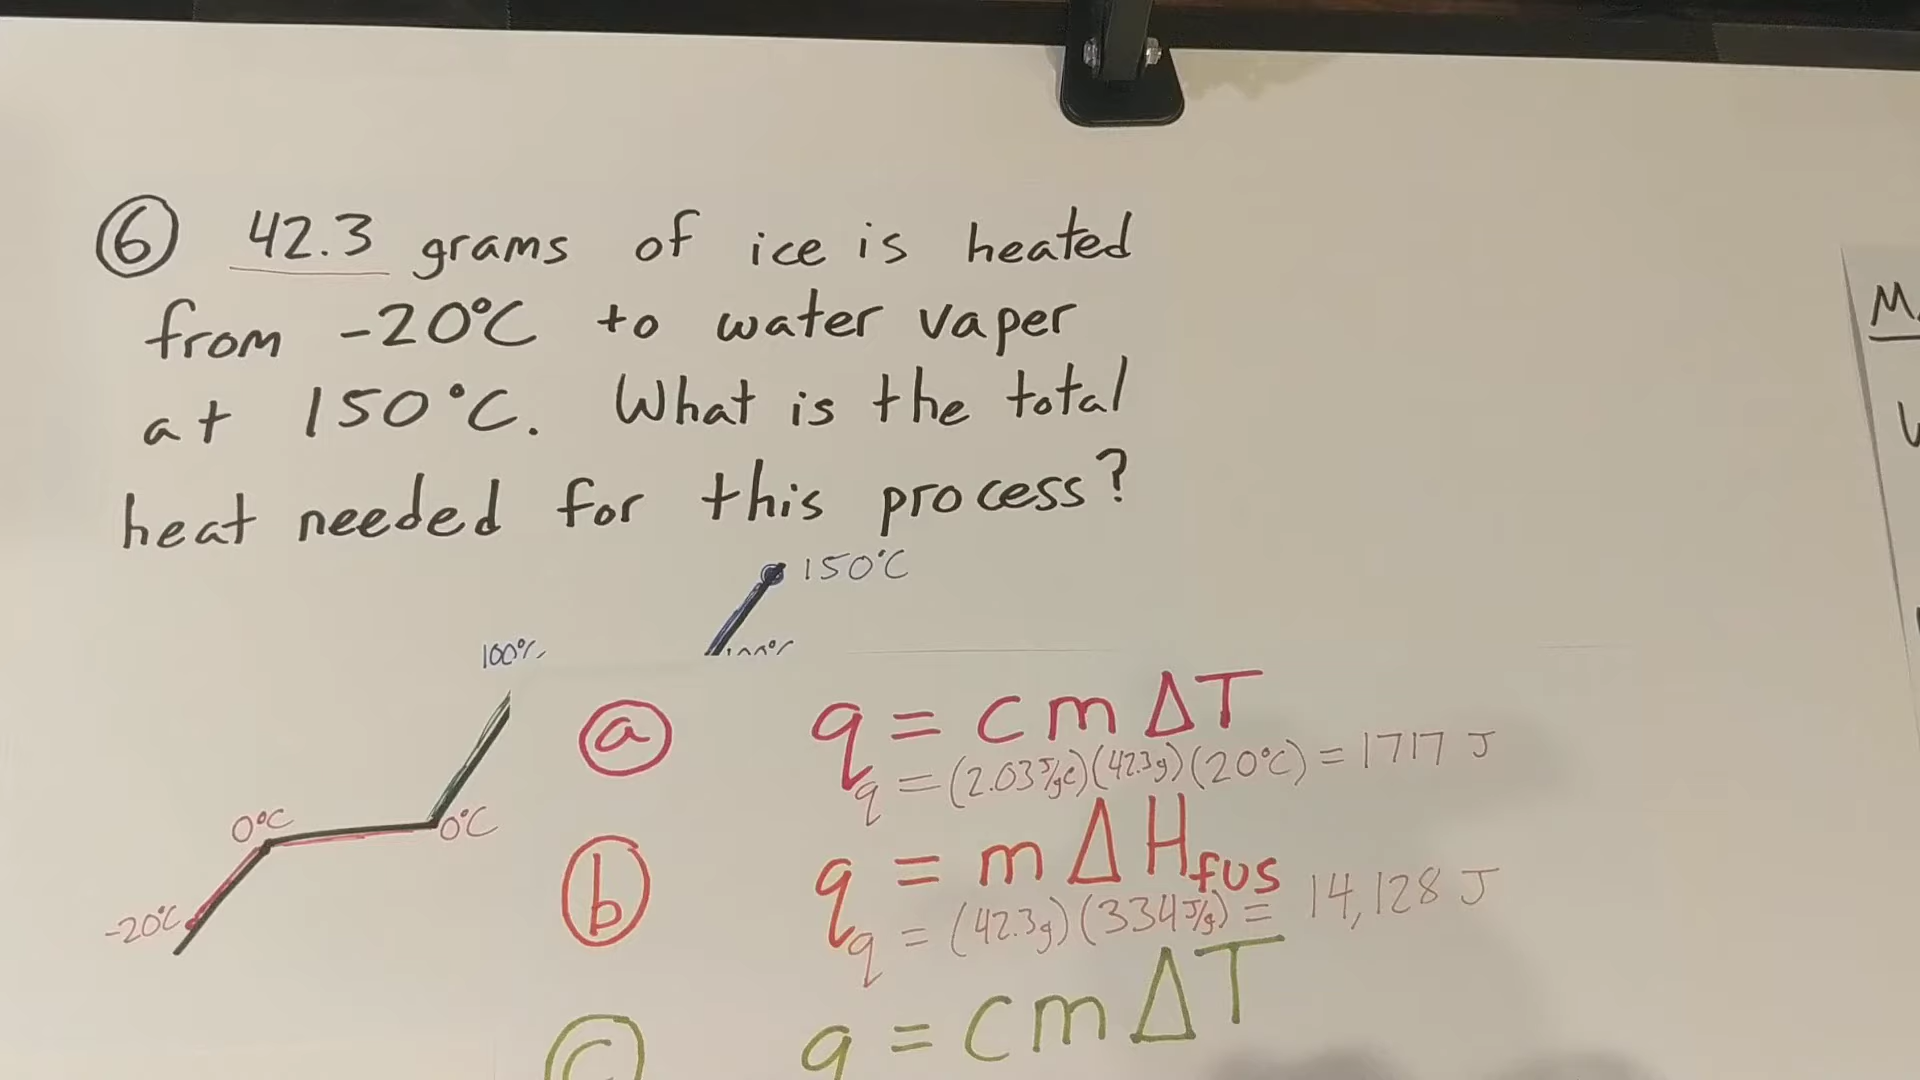 ⑥ 42.3 grams of ice is heated
from -20°C to water vaper
at 150°C. What is the total
heat needed for this process?
150°C
100°C
0°C
0°C
-20°C
ⓐ q = cmΔT
q = (2.03 J/g°C)(42.3g)(20°C) = 1717 J
ⓑ q = mΔHfus
q = (42.3g)(334 J/g) = 14,128 J
ⓒ q = cmΔT